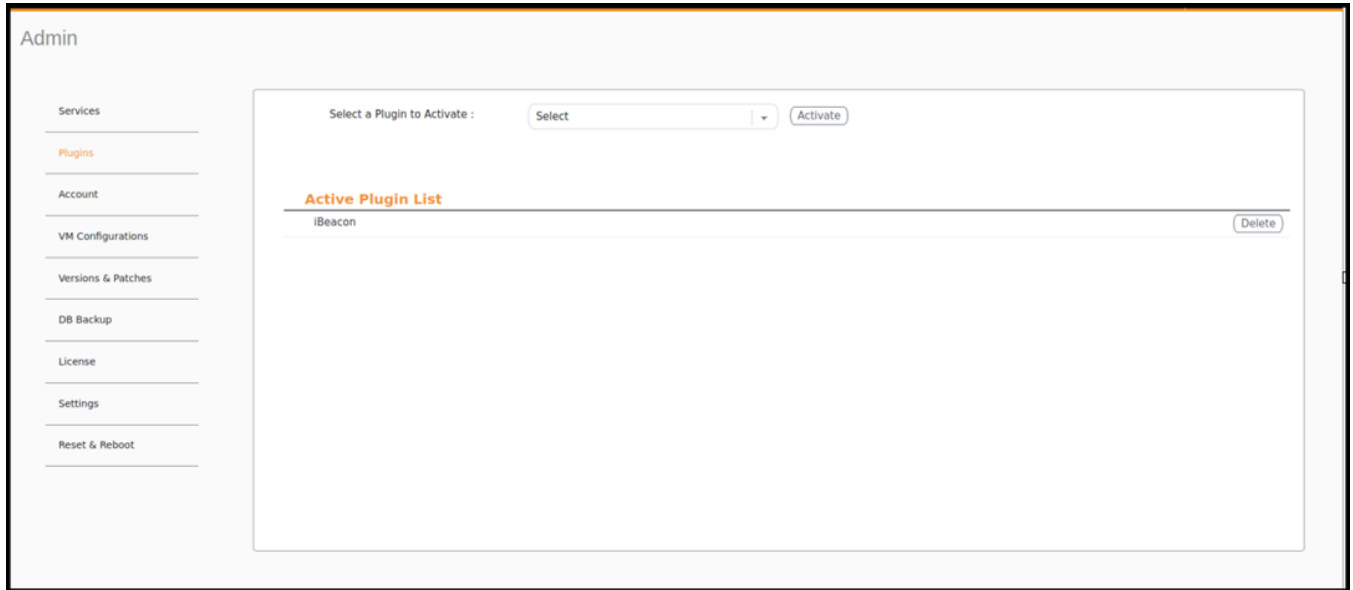 Admin
Services
Plugins
Account
VM Configurations
Versions & Patches
DB Backup
License
Settings
Reset & Reboot
Select a Plugin to Activate : Select Activate
Active Plugin List
iBeacon Delete